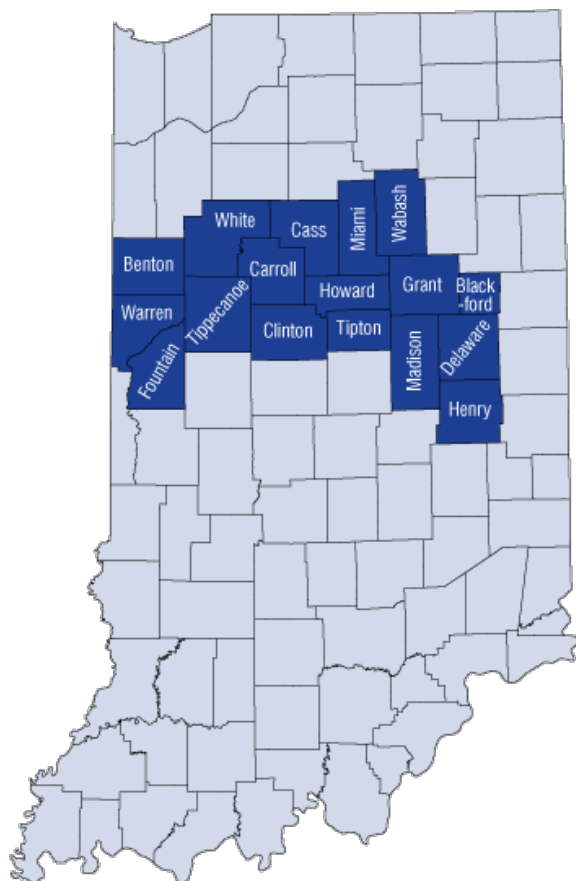 White
Cass
Miami
Wabash
Benton
Carroll
Grant
Black
-ford
Warren
Tippecanoe
Howard
Fountain
Clinton
Tipton
Madison
Delaware
Henry